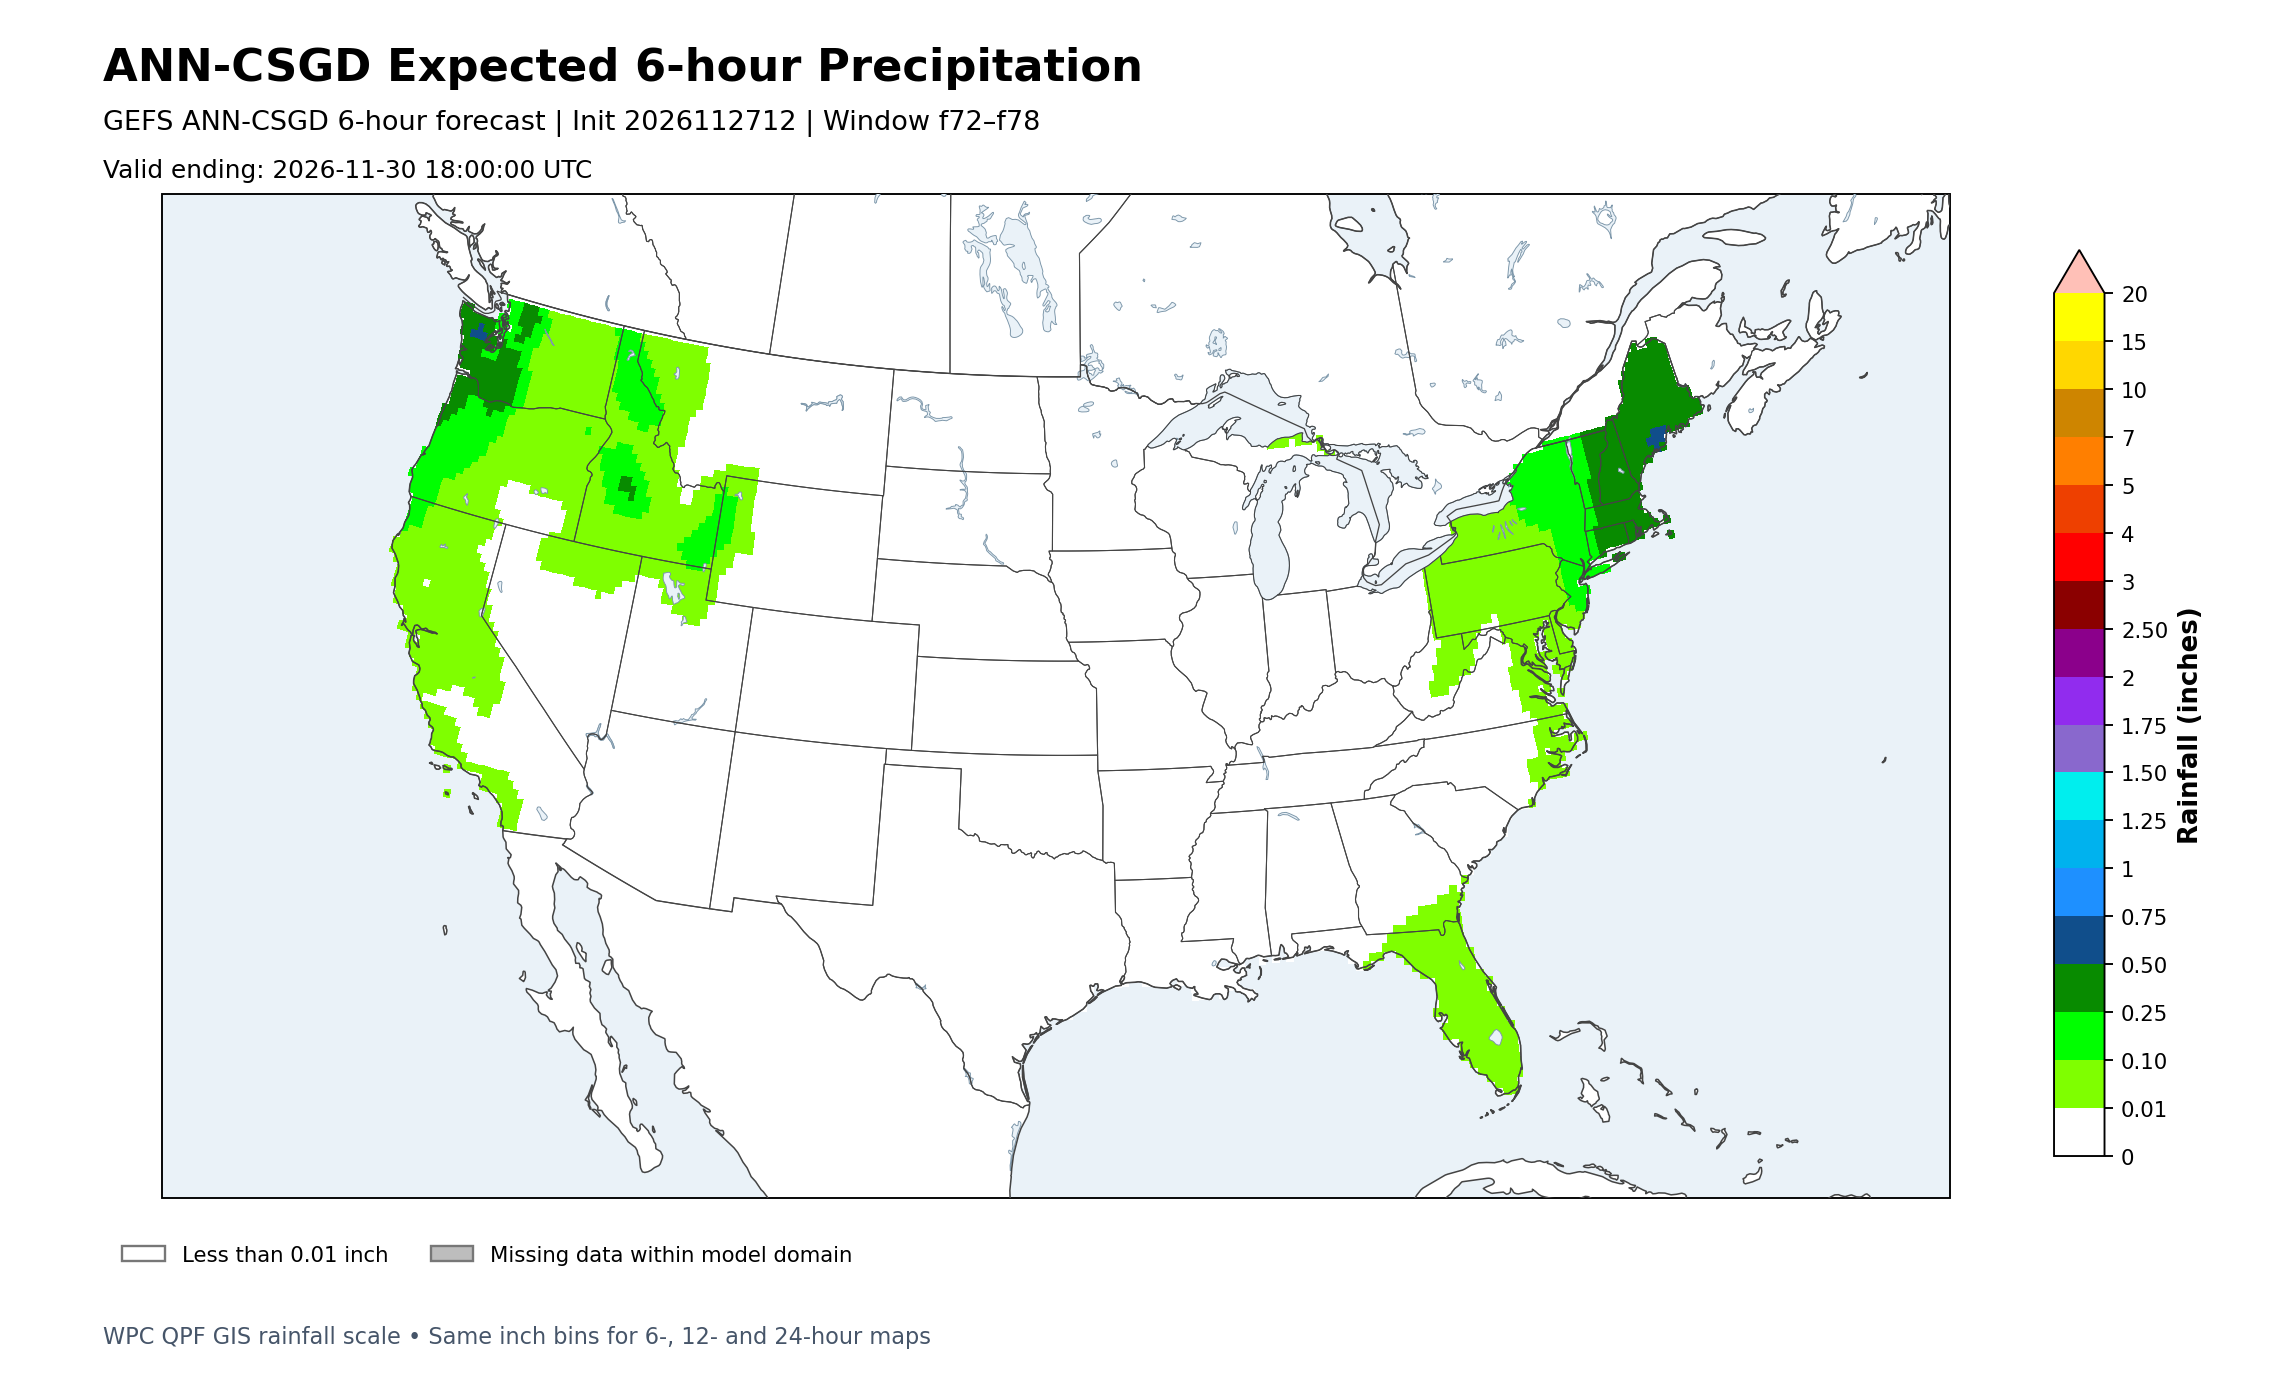 ANN-CSGD Expected 6-hour Precipitation
GEFS ANN-CSGD 6-hour forecast | Init 2026112712 | Window f72–f78
Valid ending: 2026-11-30 18:00:00 UTC
20
15
10
7
5
4
3
2.50
2
1.75
1.50
1.25
1
0.75
0.50
0.25
0.10
0.01
0
Rainfall (inches)
Less than 0.01 inch
Missing data within model domain
WPC QPF GIS rainfall scale • Same inch bins for 6-, 12- and 24-hour maps